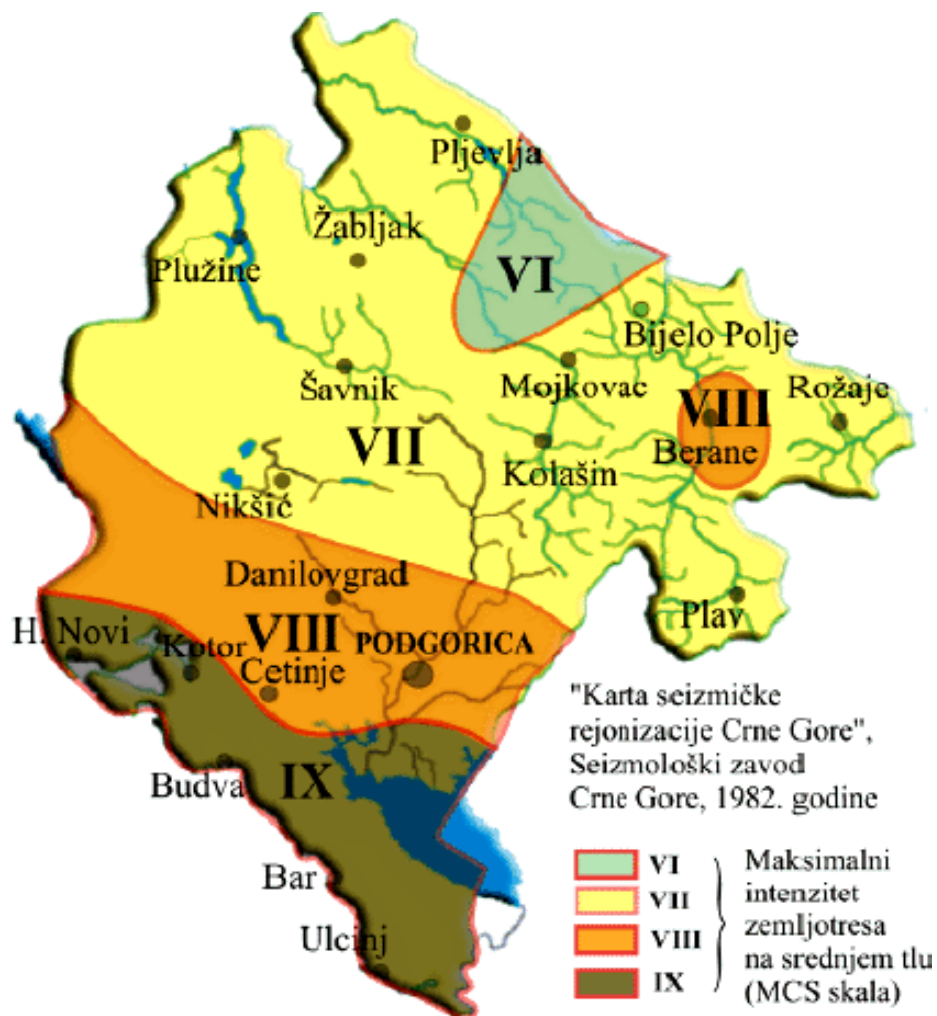 Pljevlja
Žabljak
Plužine
VI
Bijelo Polje
Šavnik
Mojkovac
VIII
Rožaje
VII
Berane
Kolašin
Nikšić
Danilovgrad
Plav
H. Novi
Kotor
VIII
PODGORICA
Cetinje
"Karta seizmičke
rejonizacije Crne Gore",
Seizmološki zavod
Crne Gore, 1982. godine
Budva
IX
Bar
Ulcinj
VI
VII
VIII
IX
Maksimalni
intenzitet
zemljotresa
na srednjem tlu
(MCS skala)